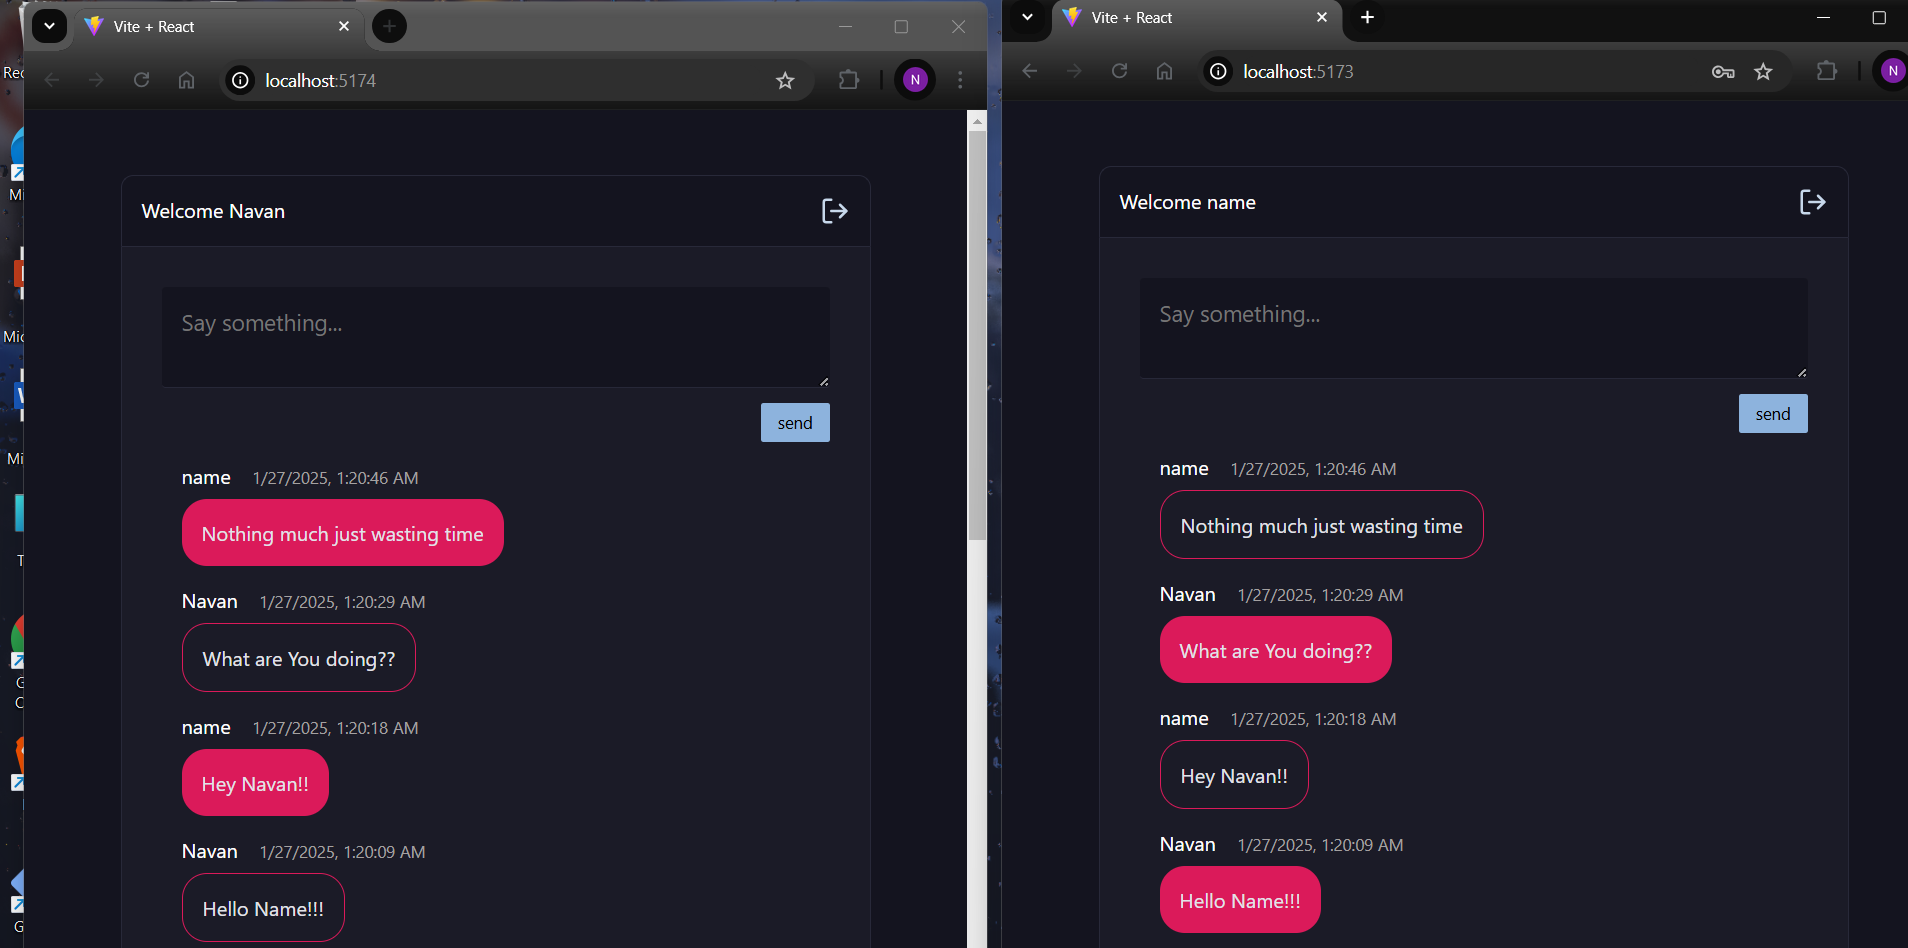 Vite + React
localhost:5174
N
Welcome Navan
Say something...
send
name 1/27/2025, 1:20:46 AM
Nothing much just wasting time
Navan 1/27/2025, 1:20:29 AM
What are You doing??
name 1/27/2025, 1:20:18 AM
Hey Navan!!
Navan 1/27/2025, 1:20:09 AM
Hello Name!!!
Vite + React
localhost:5173
N
Welcome name
Say something...
send
name 1/27/2025, 1:20:46 AM
Nothing much just wasting time
Navan 1/27/2025, 1:20:29 AM
What are You doing??
name 1/27/2025, 1:20:18 AM
Hey Navan!!
Navan 1/27/2025, 1:20:09 AM
Hello Name!!!